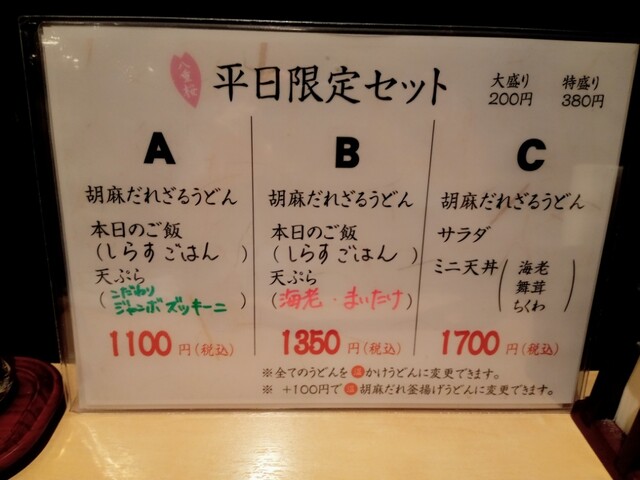 八重桜
平日限定セット
大盛り 特盛り
200円 380円
A
胡麻だれざるうどん
本日のご飯
(しらすごはん)
天ぷら
(こだわり
ジャンボズッキーニ)
1100円(税込)
B
胡麻だれざるうどん
本日のご飯
(しらすごはん)
天ぷら
(海老・まいたけ)
1350円(税込)
C
胡麻だれざるうどん
サラダ
ミニ天丼(海老
舞茸
ちくわ)
1700円(税込)
※全てのうどんを温かけうどんに変更できます。
※ +100円で温胡麻だれ釜揚げうどんに変更できます。